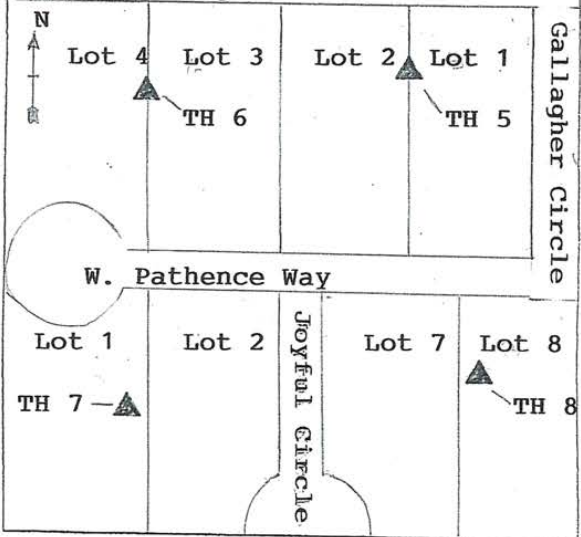 N
Lot 4
Lot 3
Lot 2
Lot 1
TH 6
TH 5
Gallagher Circle
W. Pathence Way
Lot 1
Lot 2
Joyful Circle
Lot 7
Lot 8
TH 7
TH 8